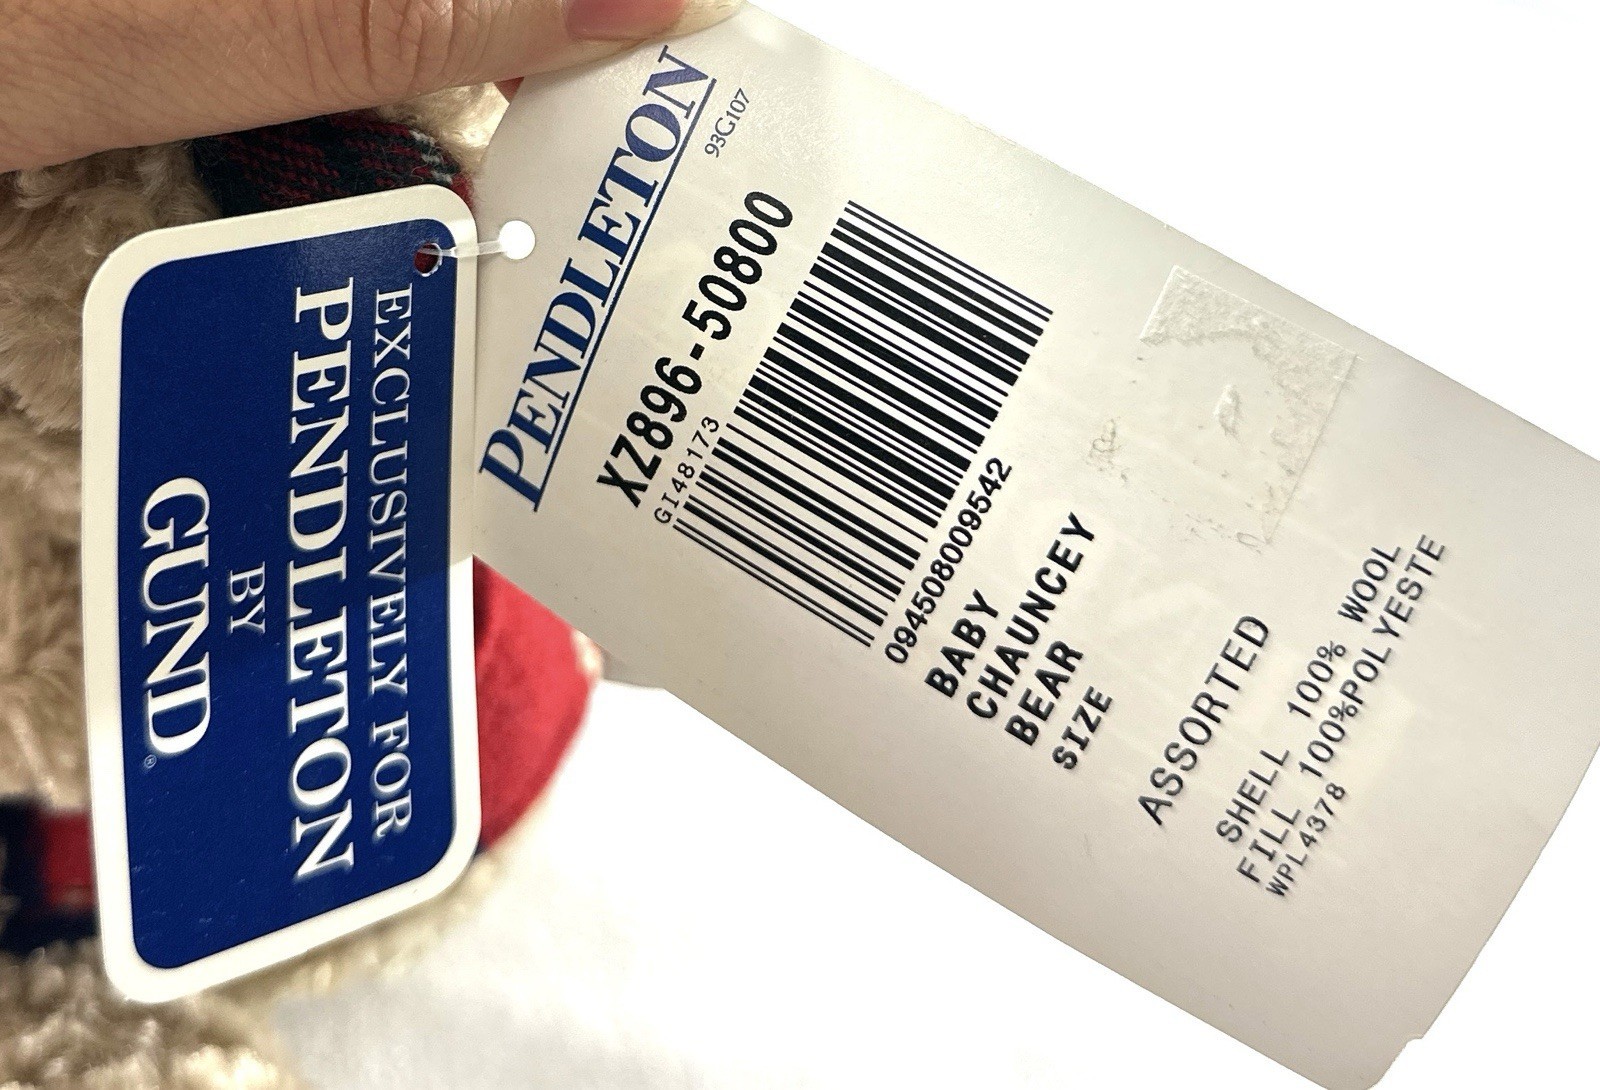 EXCLUSIVELY FOR
PENDLETON
BY
GUND®
PENDLETON
93G107
XZ896-50800
GI48173
094508009542
BABY
CHAUNCEY
BEAR
SIZE
ASSORTED
SHELL 100% WOOL
FILL 100%POLYESTE
WPL4378